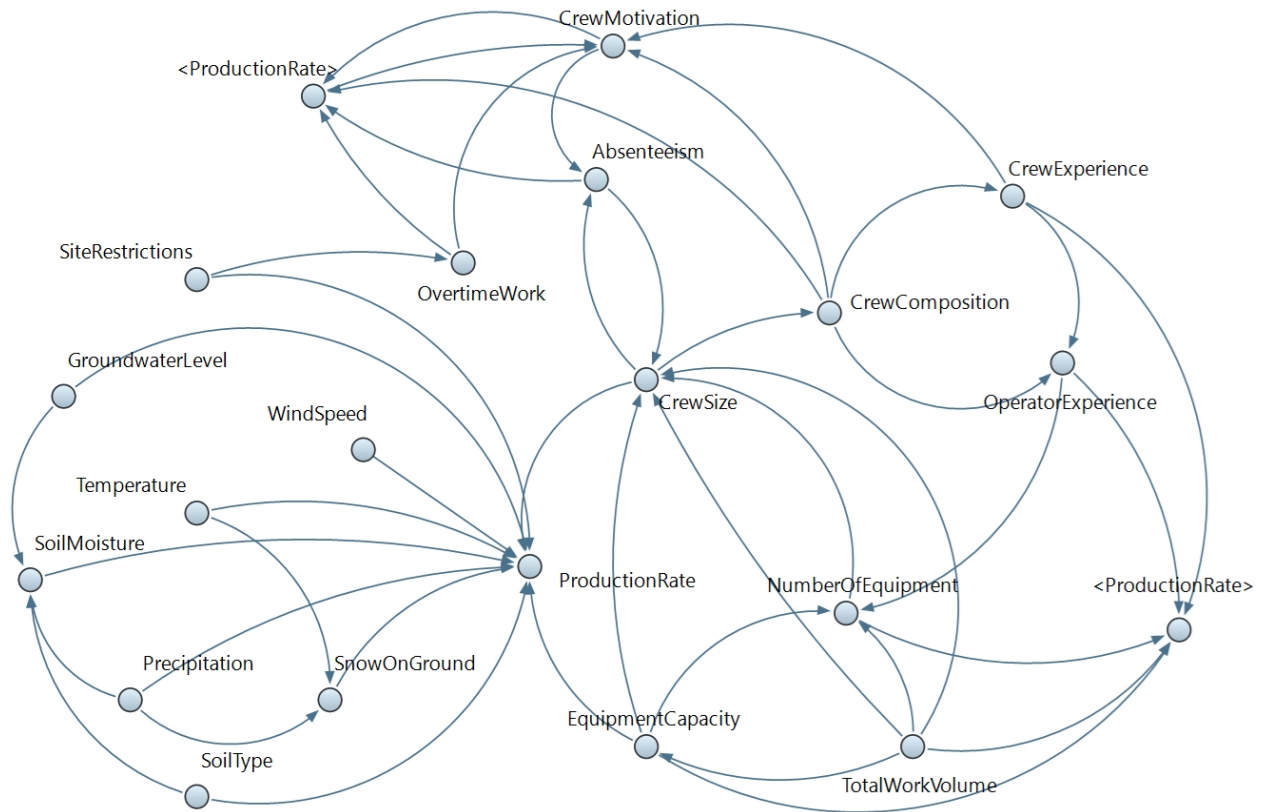 CrewMotivation
<ProductionRate>
Absenteeism
CrewExperience
SiteRestrictions
OvertimeWork
CrewComposition
GroundwaterLevel
CrewSize
OperatorExperience
WindSpeed
Temperature
SoilMoisture
ProductionRate
NumberOfEquipment
<ProductionRate>
Precipitation
SnowOnGround
EquipmentCapacity
SoilType
TotalWorkVolume